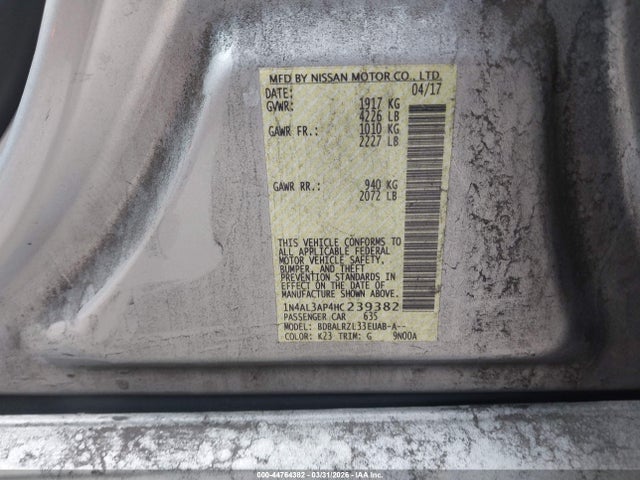 MFD BY NISSAN MOTOR CO., LTD.
DATE: 04/17
GVWR: 1917 KG
4226 LB
GAWR FR.: 1010 KG
2227 LB
GAWR RR.: 940 KG
2072 LB
THIS VEHICLE CONFORMS TO
ALL APPLICABLE FEDERAL
MOTOR VEHICLE SAFETY,
BUMPER, AND THEFT
PREVENTION STANDARDS IN
EFFECT ON THE DATE OF
MANUFACTURE SHOWN ABOVE.
1N4AL3AP4HC239382
PASSENGER CAR 635
MODEL: BDBALRZL33EUAB-A--
COLOR: K23 TRIM: G 9N00A
000-44764382 - 03/31/2026 - IAA Inc.